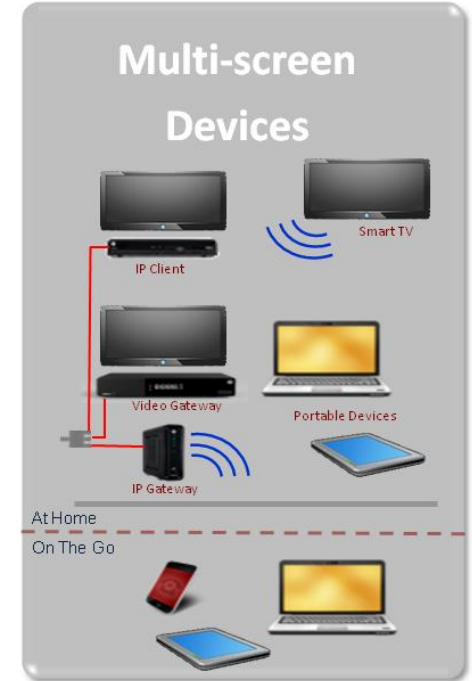 Multi-screen
Devices
Smart TV
IP Client
Video Gateway
Portable Devices
IP Gateway
At Home
On The Go